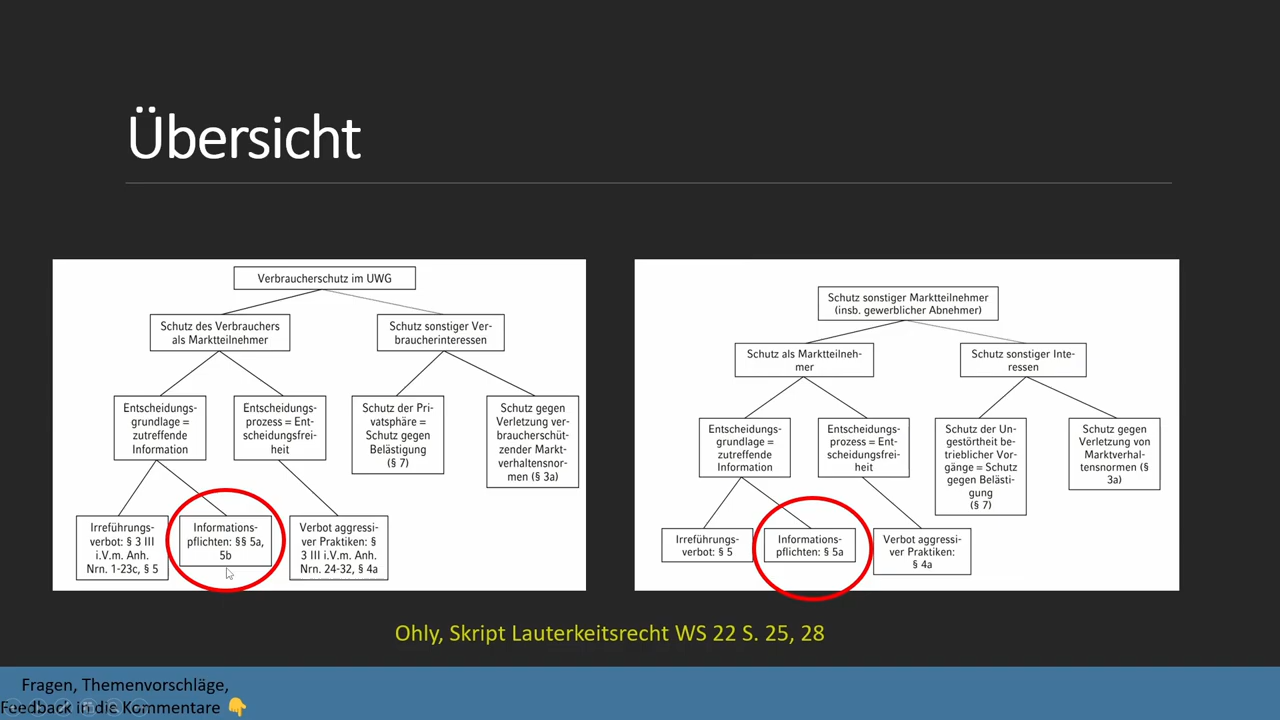 Übersicht
Verbraucherschutz im UWG
Schutz des Verbrauchers
als Marktteilnehmer
Schutz sonstiger Ver-
braucherinteressen
Entscheidungs-
grundlage =
zutreffende
Information
Entscheidungs-
prozess = Ent-
scheidungsfrei-
heit
Schutz der Pri-
vatsphäre =
Schutz gegen
Belästigung
(§ 7)
Schutz gegen
Verletzung ver-
braucherschüt-
zender Markt-
verhaltensnor-
men (§ 3a)
Irreführungs-
verbot: § 3 III
i.V.m. Anh.
Nrn. 1-23c, § 5
Informations-
pflichten: §§ 5a,
5b
Verbot aggressi-
ver Praktiken: §
3 III i.V.m. Anh.
Nrn. 24-32, § 4a
Schutz sonstiger Marktteilnehmer
(insb. gewerblicher Abnehmer)
Schutz als Marktteilneh-
mer
Schutz sonstiger Inte-
ressen
Entscheidungs-
grundlage =
zutreffende
Information
Entscheidungs-
prozess = Ent-
scheidungsfrei-
heit
Schutz der Un-
gestörtheit be-
trieblicher Vor-
gänge = Schutz
gegen Belästi-
gung
(§ 7)
Schutz gegen
Verletzung von
Marktverhal-
tensnormen (§
3a)
Irreführungs-
verbot: § 5
Informations-
pflichten: § 5a
Verbot aggressi-
ver Praktiken:
§ 4a
Ohly, Skript Lauterkeitsrecht WS 22 S. 25, 28
Fragen, Themenvorschläge,
Feedback in die Kommentare 👇